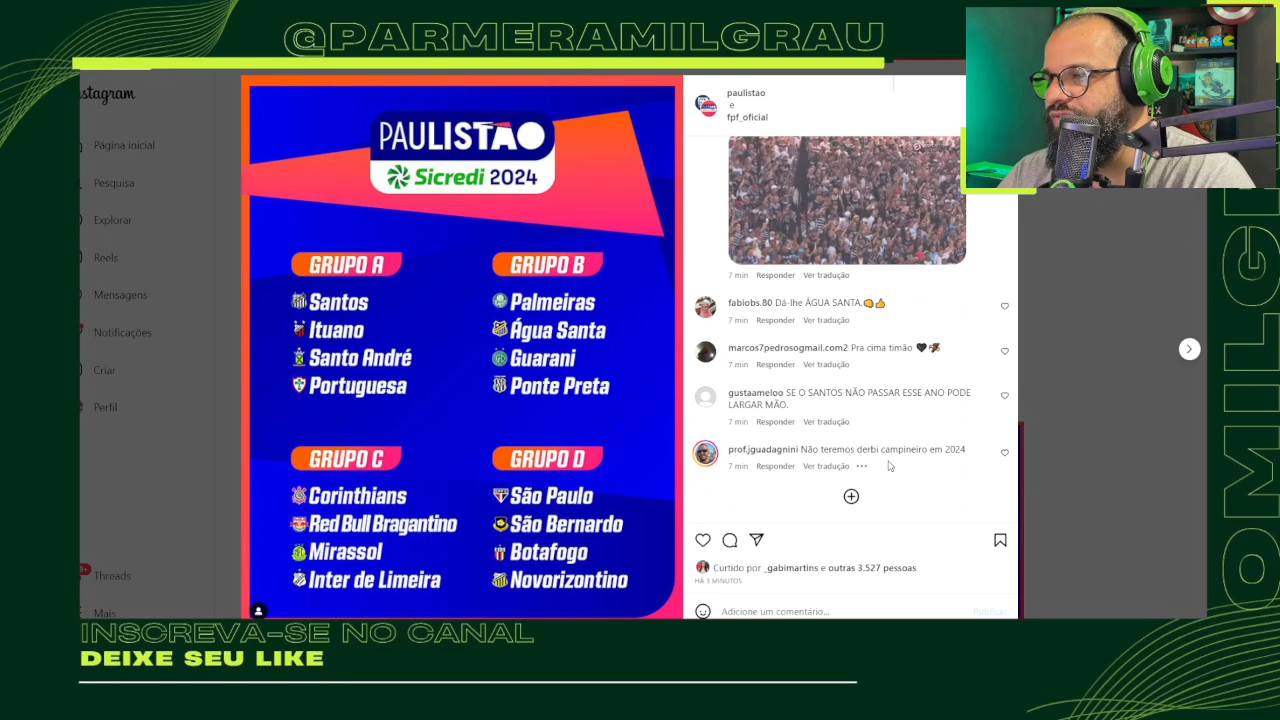 @PARMERAMILGRAU
stagram
Página inicial
Pesquisa
Explorar
Reels
Mensagens
Notificações
Criar
Perfil
Threads
Mais
PAULISTÃO
Sicredi 2024
GRUPO A
Santos
Ituano
Santo André
Portuguesa
GRUPO B
Palmeiras
Água Santa
Guarani
Ponte Preta
GRUPO C
Corinthians
Red Bull Bragantino
Mirassol
Inter de Limeira
GRUPO D
São Paulo
São Bernardo
Botafogo
Novorizontino
paulistao
e
fpf_oficial
7 min Responder Ver tradução
fabiobs.80 Dá-lhe ÁGUA SANTA.👊👍
7 min Responder Ver tradução
marcos7pedrosogmail.com2 Pra cima timão 🖤
7 min Responder Ver tradução
gustaameloo SE O SANTOS NÃO PASSAR ESSE ANO PODE
LARGAR MÃO.
7 min Responder Ver tradução
prof.jguadagnini Não teremos derbi campineiro em 2024
7 min Responder Ver tradução •••
Curtido por _gabimartins e outras 3.527 pessoas
HÁ 3 MINUTOS
Adicione um comentário... Publicar
INSCREVA-SE NO CANAL
DEIXE SEU LIKE